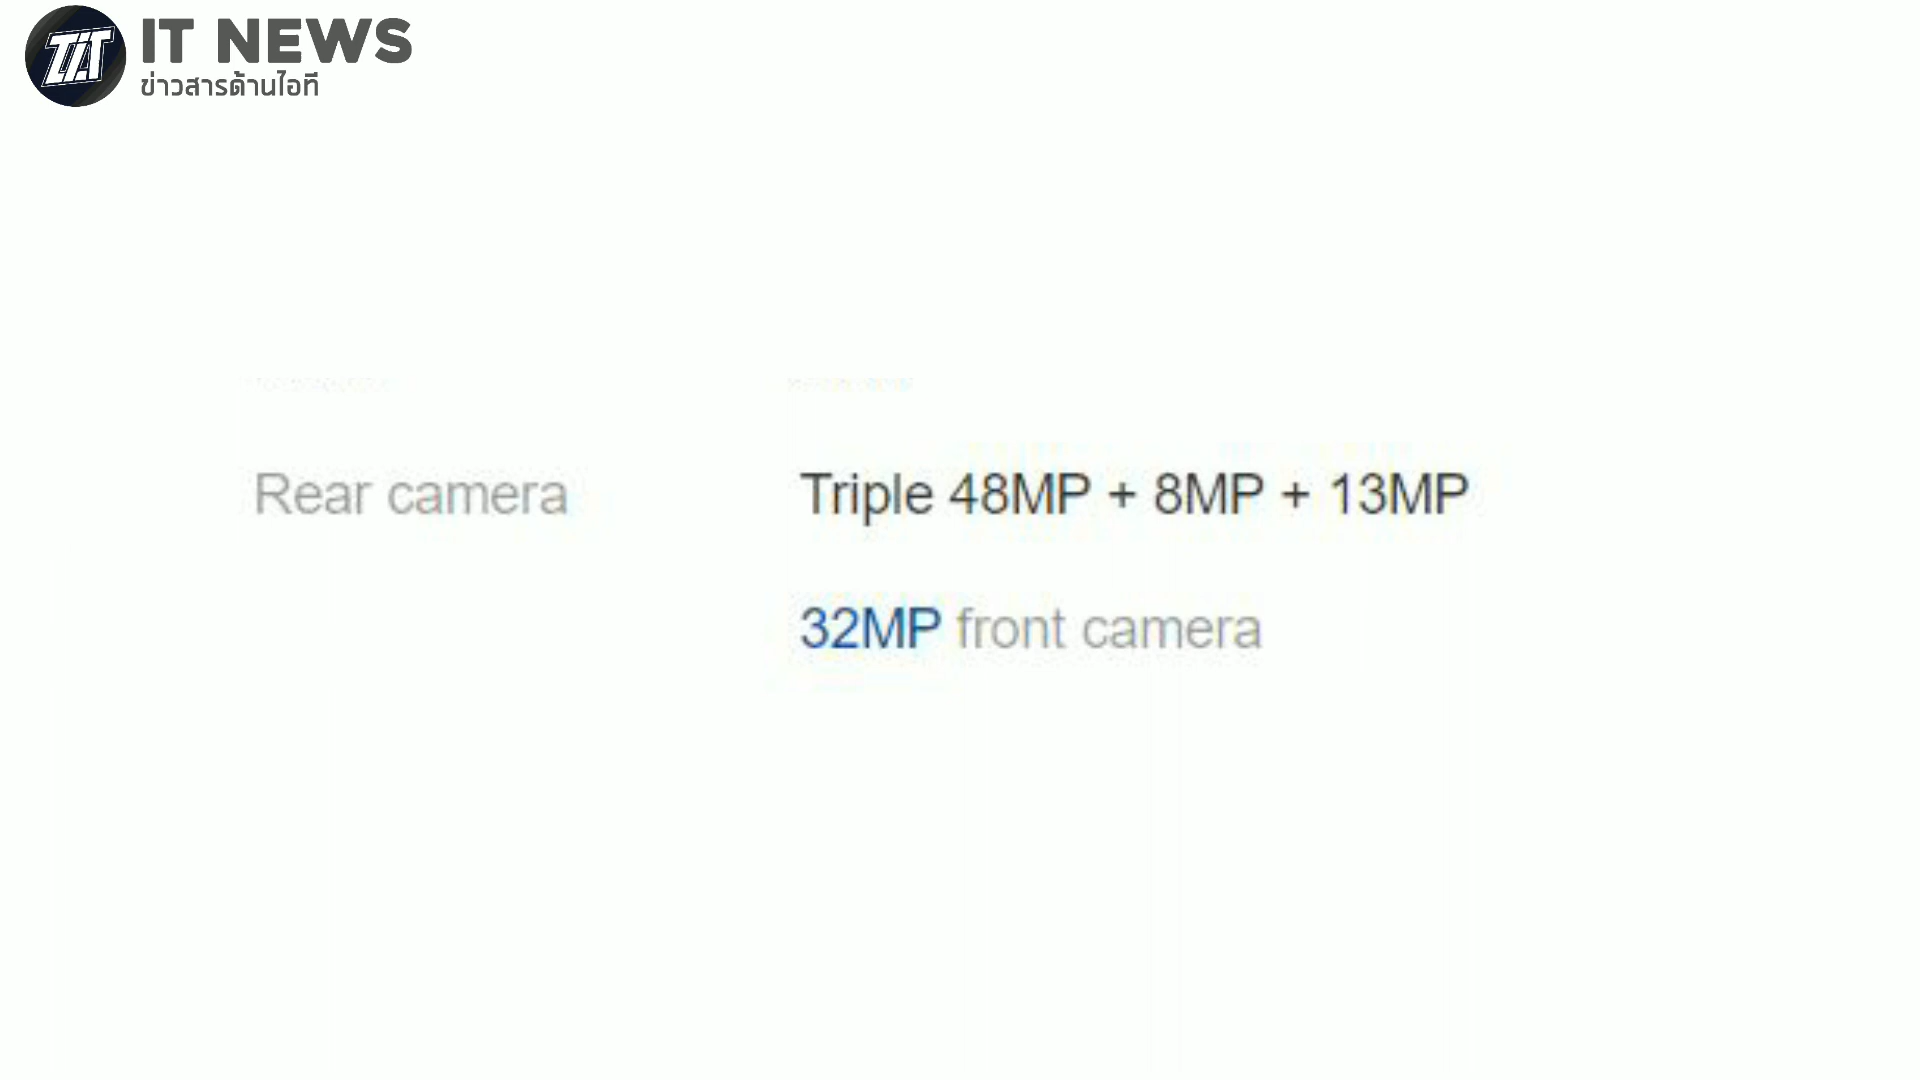 TIT
IT NEWS
ข่าวสารด้านไอที
Rear camera
Triple 48MP + 8MP + 13MP
32MP front camera